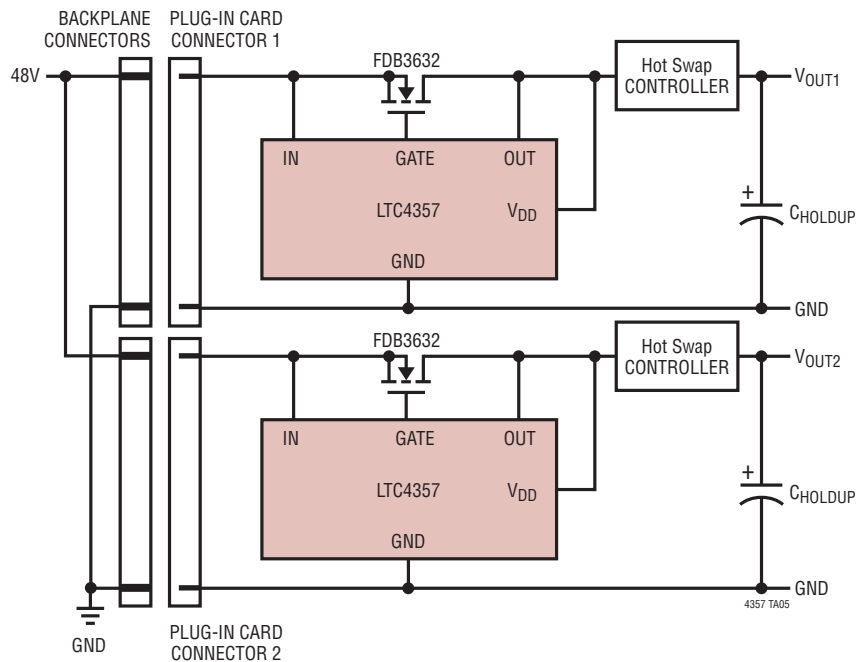 BACKPLANE
CONNECTORS
PLUG-IN CARD
CONNECTOR 1
48V
FDB3632
Hot Swap
CONTROLLER
VOUT1
IN
GATE
OUT
LTC4357
VDD
GND
+
CHOLDUP
GND
FDB3632
Hot Swap
CONTROLLER
VOUT2
IN
GATE
OUT
LTC4357
VDD
GND
+
CHOLDUP
GND
4357 TA05
GND
PLUG-IN CARD
CONNECTOR 2